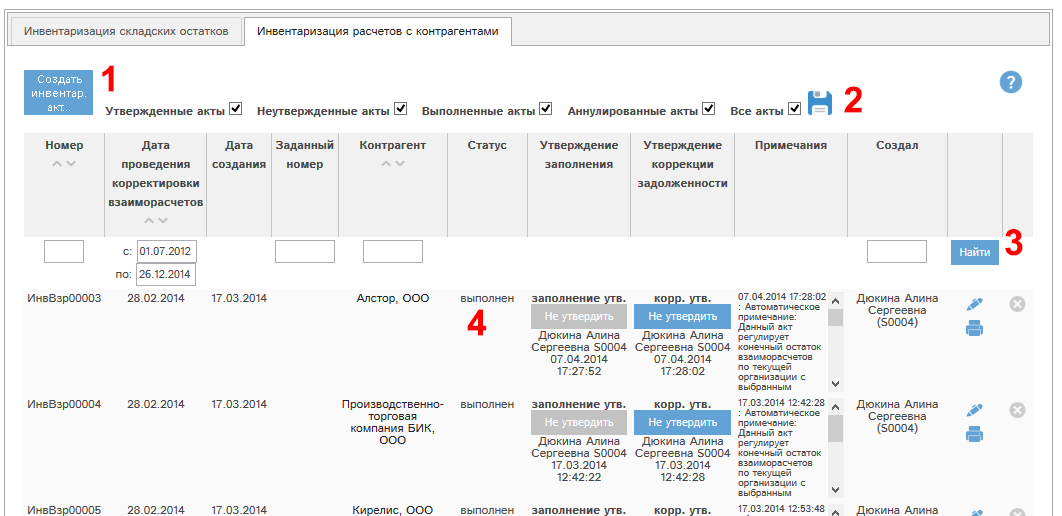 Инвентаризация складских остатков
Инвентаризация расчетов с контрагентами
Создать
инвентар.
акт...
1
?
Утвержденные акты Неутвержденные акты Выполненные акты Аннулированные акты Все акты 2
Номер
Дата
проведения
корректировки
взаиморасчетов
Дата
создания
Заданный
номер
Контрагент
Статус
Утверждение
заполнения
Утверждение
коррекции
задолженности
Примечания
Создал
с: 01.07.2012
по: 26.12.2014
Найти
3
ИнвВзр00003
28.02.2014
17.03.2014
Алстор, ООО
выполнен
4
заполнение утв.
Не утвердить
Дюкина Алина
Сергеевна S0004
07.04.2014
17:27:52
корр. утв.
Не утвердить
Дюкина Алина
Сергеевна S0004
07.04.2014
17:28:02
07.04.2014 17:28:02
: Автоматическое
примечание:
Данный акт
регулирует
конечный остаток
взаиморасчетов
по текущей
организации с
выбранным
Дюкина Алина
Сергеевна
(S0004)
ИнвВзр00004
28.02.2014
17.03.2014
Производственно-
торговая
компания БИК,
ООО
выполнен
заполнение утв.
Не утвердить
Дюкина Алина
Сергеевна S0004
17.03.2014
12:42:22
корр. утв.
Не утвердить
Дюкина Алина
Сергеевна S0004
17.03.2014
12:42:28
17.03.2014 12:42:28
: Автоматическое
примечание:
Данный акт
регулирует
конечный остаток
взаиморасчетов
по текущей
организации с
выбранным
Дюкина Алина
Сергеевна
(S0004)
ИнвВзр00005
28.02.2014
17.03.2014
Кирелис, ООО
выполнен
заполнение утв.
корр. утв.
17.03.2014 12:53:48
Дюкина Алина